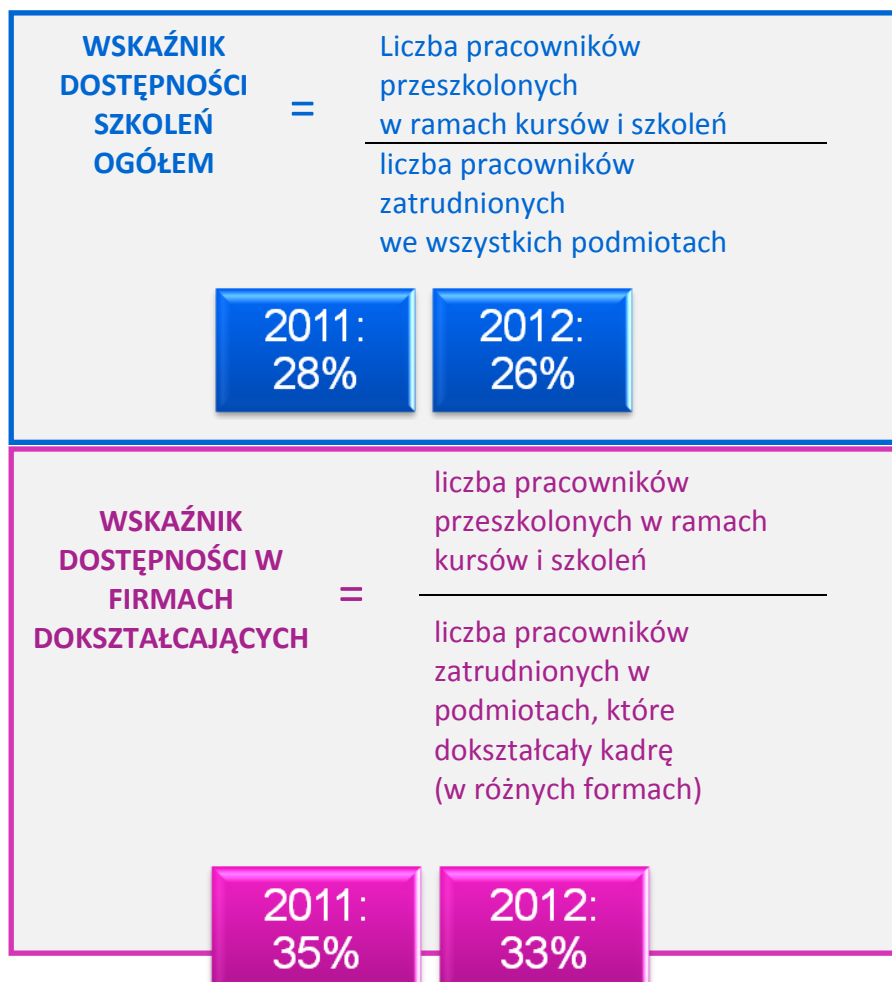 WSKAŹNIK
DOSTĘPNOŚCI
SZKOLEŃ
OGÓŁEM
=
Liczba pracowników
przeszkolonych
w ramach kursów i szkoleń
liczba pracowników
zatrudnionych
we wszystkich podmiotach
2011:
28%
2012:
26%
WSKAŹNIK
DOSTĘPNOŚCI W
FIRMACH
DOKSZTAŁCAJĄCYCH
=
liczba pracowników
przeszkolonych w ramach
kursów i szkoleń
liczba pracowników
zatrudnionych w
podmiotach, które
dokształcały kadrę
(w różnych formach)
2011:
35%
2012:
33%